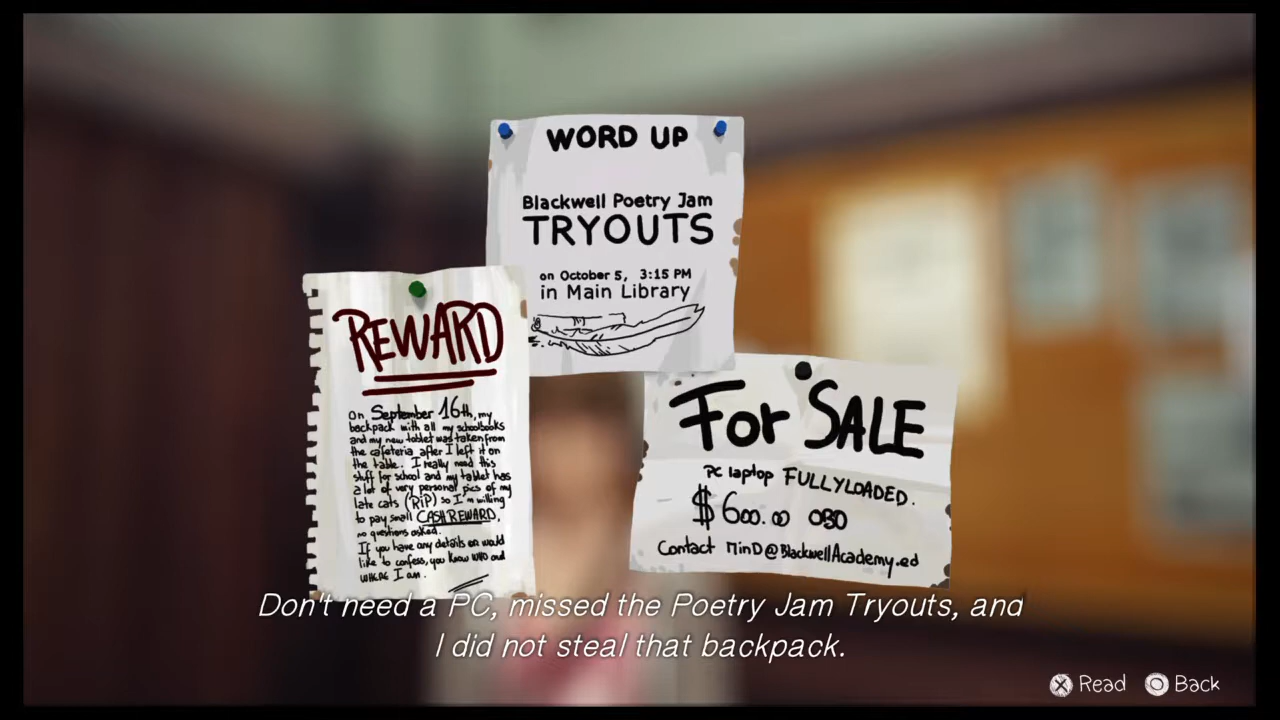 WORD UP
Blackwell Poetry Jam
TRYOUTS
on October 5, 3:15 PM
in Main Library
REWARD
On September 16th, my
backpack with all my schoolbooks
and my new tablet was taken from
the cafeteria after I left it on
the table. I really need this
stuff for school and my tablet has
a lot of very personal pics of my
late cats (RIP) so I'm willing
to pay small CASH REWARD,
no questions asked.
If you have any details or would
like to confess, you know WHO and
WHERE I am.
For SALE
PC laptop FULLY LOADED.
$600.00 OBO
Contact MinD@BlackwellAcademy.ed
Don't need a PC, missed the Poetry Jam Tryouts, and
I did not steal that backpack.
Read Back